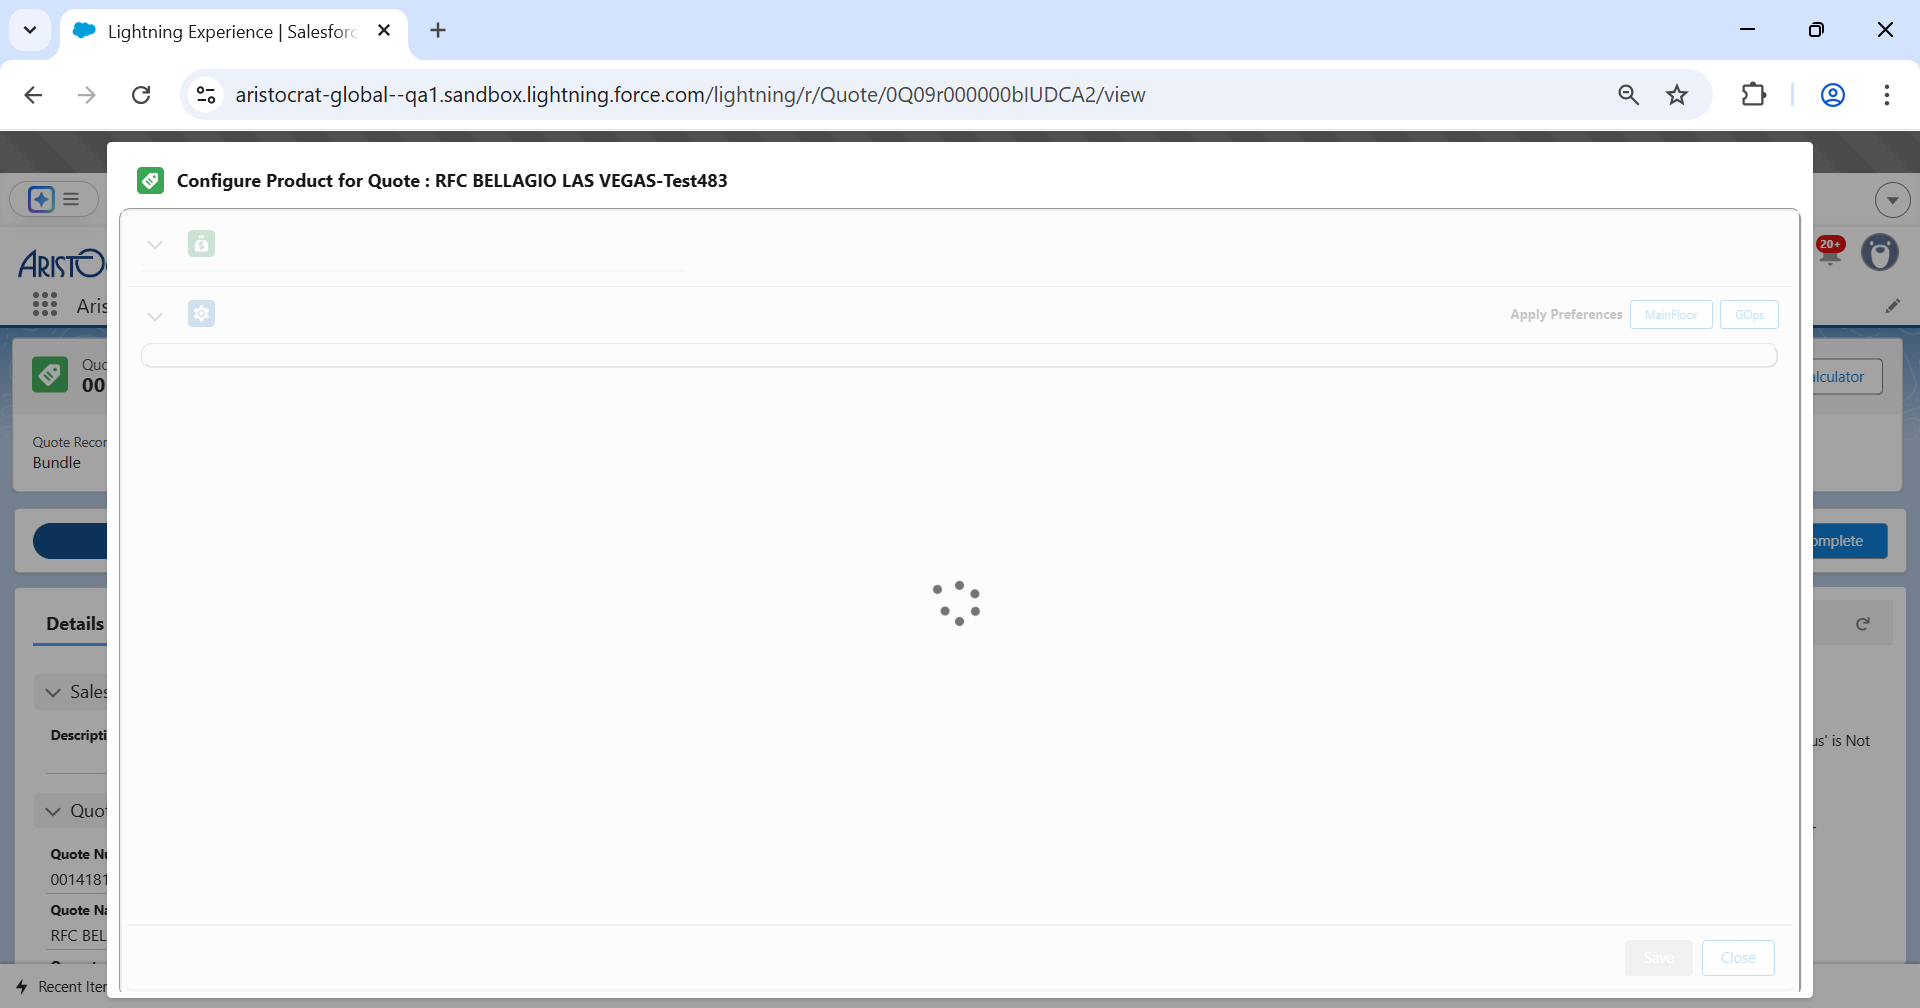 Lightning Experience | Salesforc
aristocrat-global--qa1.sandbox.lightning.force.com/lightning/r/Quote/0Q09r000000bIUDCA2/view
Configure Product for Quote : RFC BELLAGIO LAS VEGAS-Test483
20+
ARISTO
Aris
Apply Preferences
MainFloor
GOps
Quo
00
alculator
Quote Recor
Bundle
omplete
Details
Sales
Descripti
us' is Not
Quot
Quote Nu
0014181
Quote Na
RFC BEL
Save
Close
Recent Iter